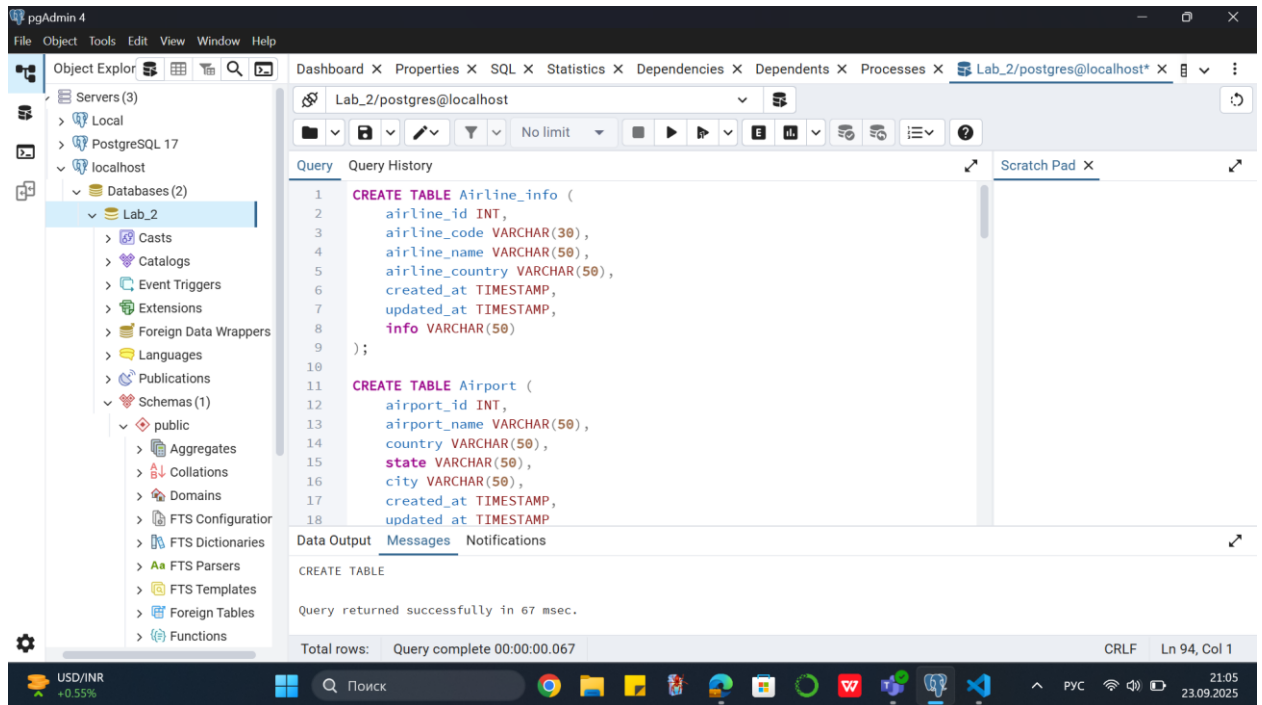 pgAdmin 4
File Object Tools Edit View Window Help
Object Explor
Dashboard Properties SQL Statistics Dependencies Dependents Processes Lab_2/postgres@localhost*
Servers (3)
Local
PostgreSQL 17
localhost
Databases (2)
Lab_2
Casts
Catalogs
Event Triggers
Extensions
Foreign Data Wrappers
Languages
Publications
Schemas (1)
public
Aggregates
Collations
Domains
FTS Configuration
FTS Dictionaries
FTS Parsers
FTS Templates
Foreign Tables
Functions
Lab_2/postgres@localhost
No limit
Query Query History
Scratch Pad
1 CREATE TABLE Airline_info (
2 airline_id INT,
3 airline_code VARCHAR(30),
4 airline_name VARCHAR(50),
5 airline_country VARCHAR(50),
6 created_at TIMESTAMP,
7 updated_at TIMESTAMP,
8 info VARCHAR(50)
9 );
10
11 CREATE TABLE Airport (
12 airport_id INT,
13 airport_name VARCHAR(50),
14 country VARCHAR(50),
15 state VARCHAR(50),
16 city VARCHAR(50),
17 created_at TIMESTAMP,
18 updated_at TIMESTAMP
Data Output Messages Notifications
CREATE TABLE
Query returned successfully in 67 msec.
Total rows: Query complete 00:00:00.067
CRLF Ln 94, Col 1
USD/INR
+0.55%
Поиск
РУС
21:05
23.09.2025